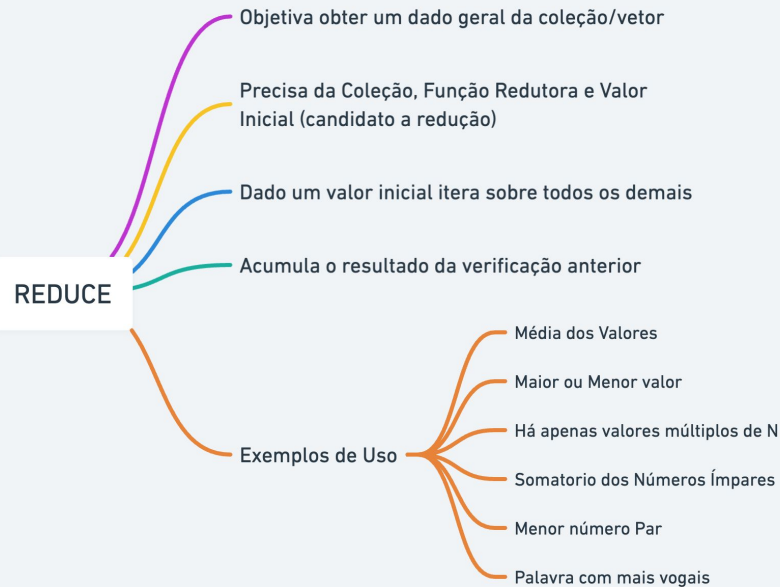 Objetiva obter um dado geral da coleção/vetor
Precisa da Coleção, Função Redutora e Valor
Inicial (candidato a redução)
Dado um valor inicial itera sobre todos os demais
Acumula o resultado da verificação anterior
REDUCE
Exemplos de Uso
Média dos Valores
Maior ou Menor valor
Há apenas valores múltiplos de N
Somatorio dos Números Ímpares
Menor número Par
Palavra com mais vogais